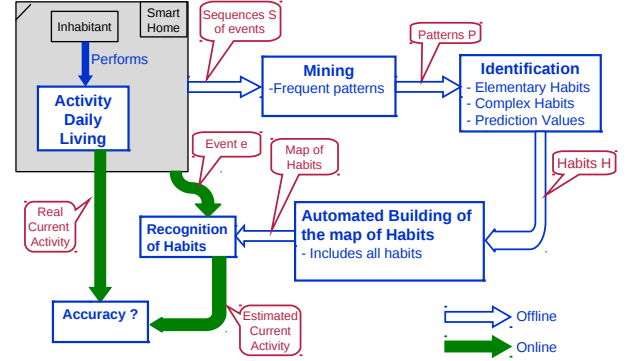 Inhabitant
Smart
Home
Performs
Activity
Daily
Living
Sequences S
of events
Mining
-Frequent patterns
Patterns P
Identification
- Elementary Habits
- Complex Habits
- Prediction Values
Event e
Map of
Habits
Habits H
Real
Current
Activity
Recognition
of Habits
Automated Building of
the map of Habits
- Includes all habits
Accuracy ?
Estimated
Current
Activity
Offline
Online